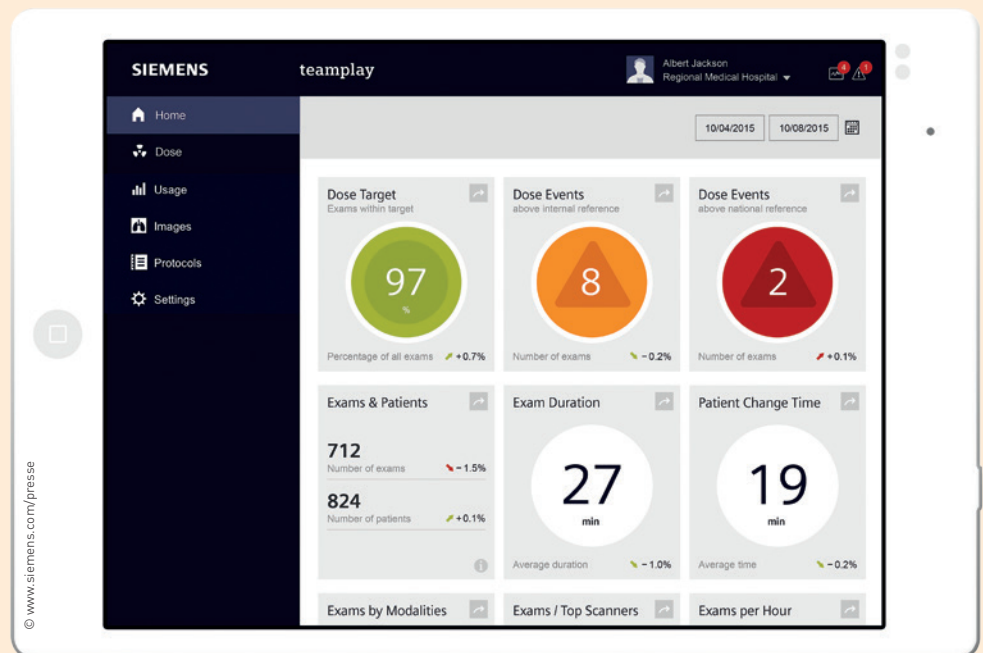 SIEMENS
teamplay
Albert Jackson
Regional Medical Hospital
4
1
Home
Dose
Usage
Images
Protocols
Settings
10/04/2015
10/08/2015
Dose Target
Exams within target
97
%
Percentage of all exams
+0.7%
Dose Events
above internal reference
8
Number of exams
-0.2%
Dose Events
above national reference
2
Number of exams
+0.1%
Exams & Patients
712
Number of exams
-1.5%
824
Number of patients
+0.1%
Exam Duration
27
min
Average duration
-1.0%
Patient Change Time
19
min
Average time
-0.2%
Exams by Modalities
Exams / Top Scanners
Exams per Hour
© www.siemens.com/presse